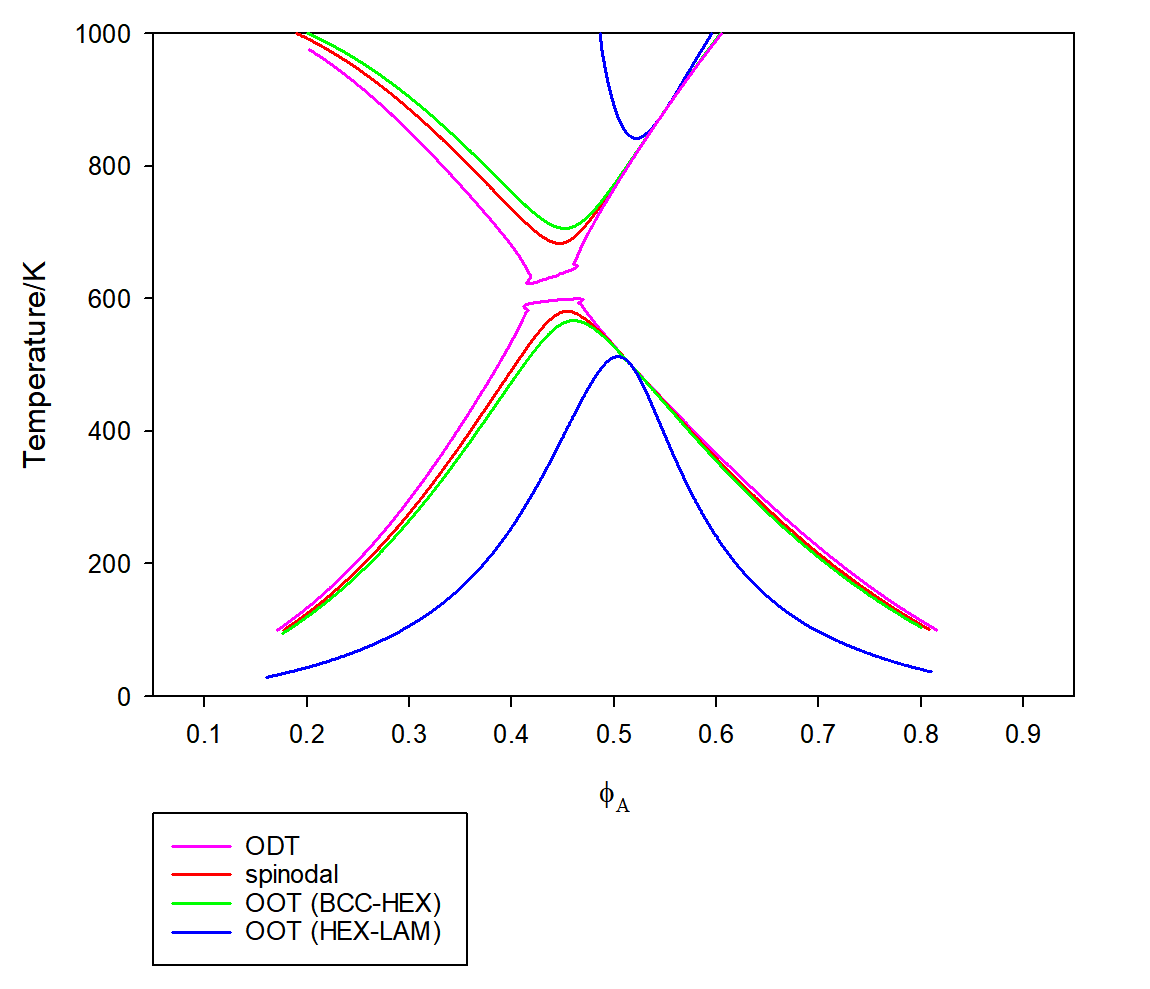 1000
800
600
400
200
0
Temperature/K
0.1 0.2 0.3 0.4 0.5 0.6 0.7 0.8 0.9
ϕA
ODT
spinodal
OOT (BCC-HEX)
OOT (HEX-LAM)